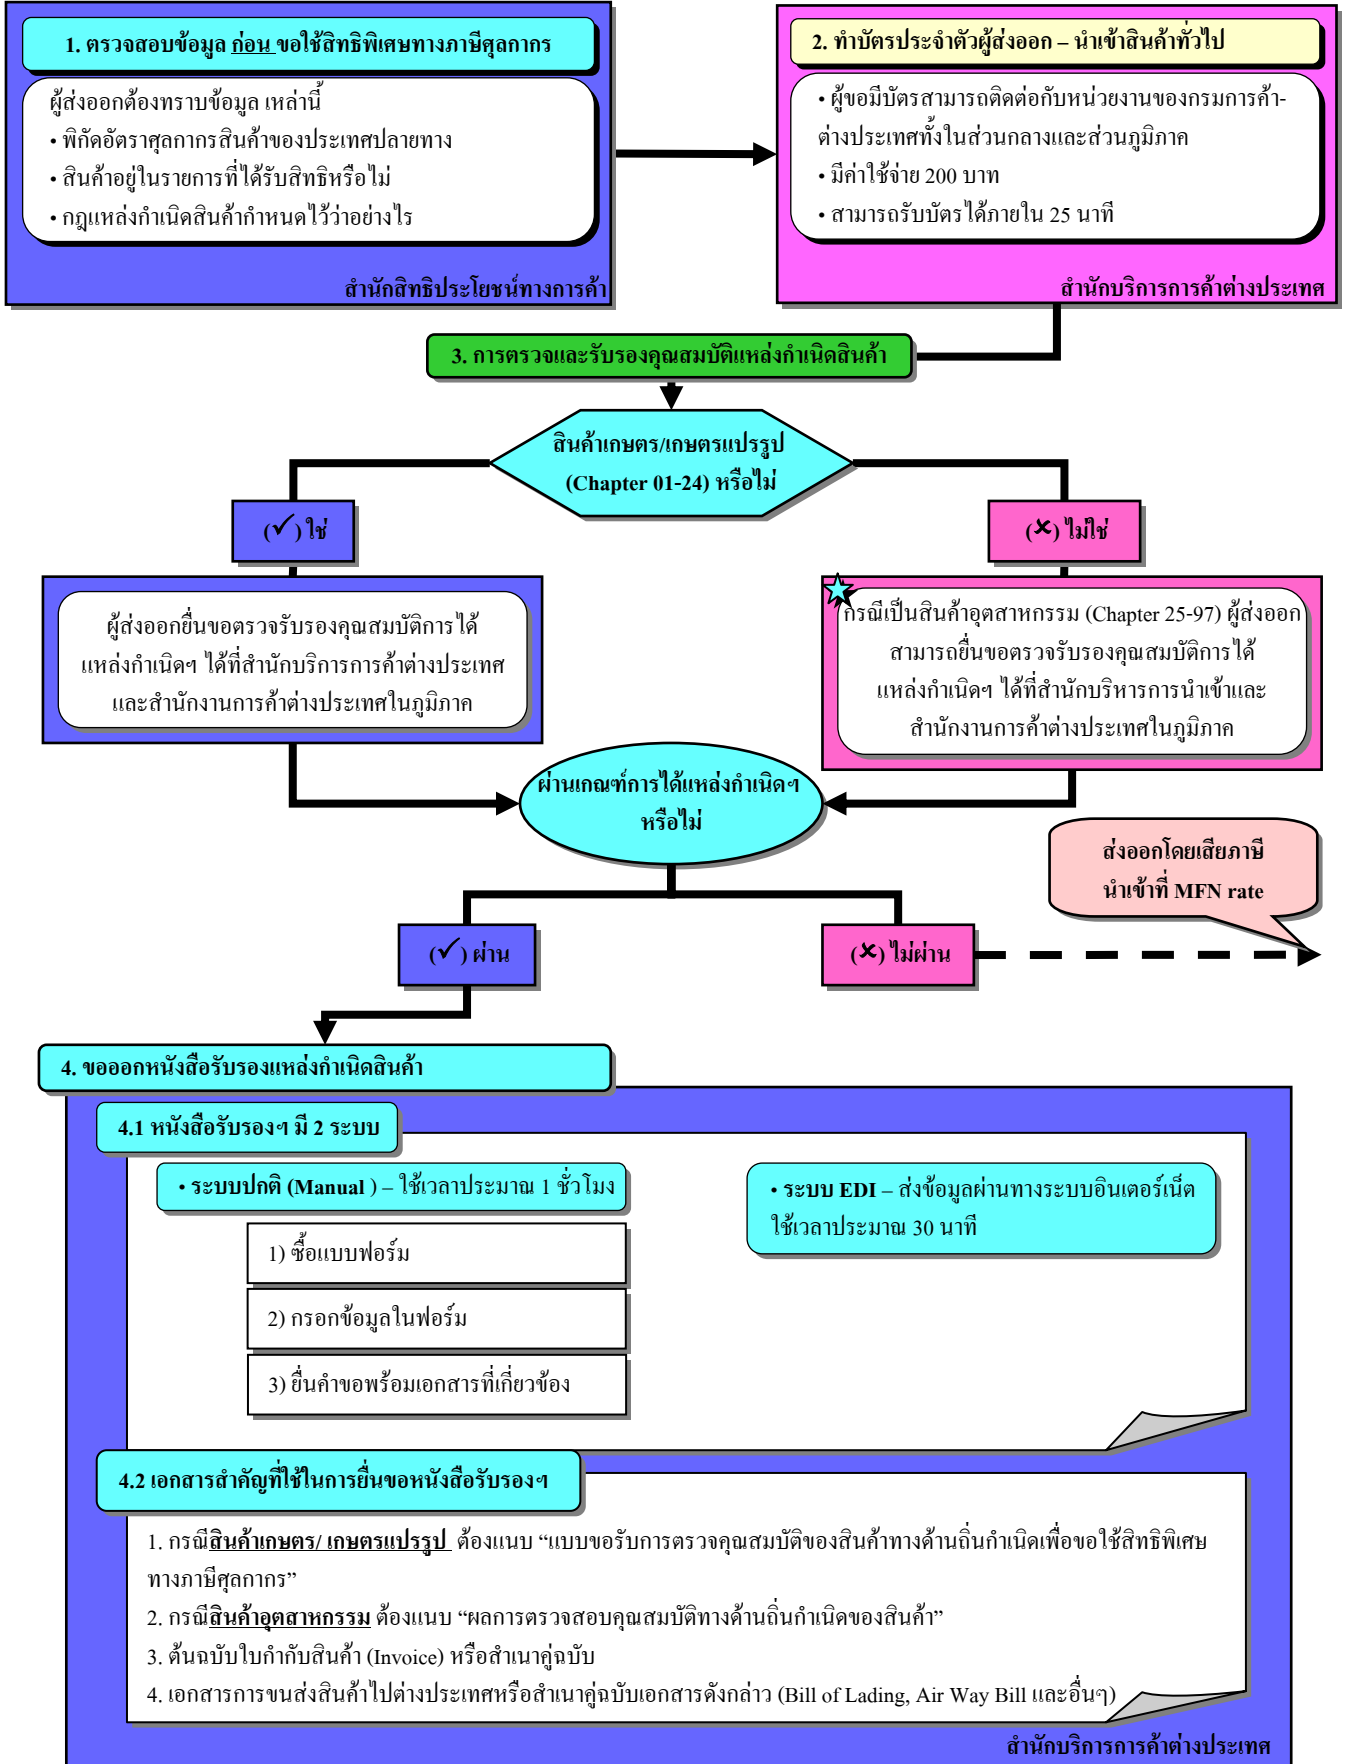 1. ตรวจสอบข้อมูล ก่อน ขอใช้สิทธิพิเศษทางภาษีศุลกากร
ผู้ส่งออกต้องทราบข้อมูล เหล่านี้
• พิกัดอัตราศุลกากรสินค้าของประเทศปลายทาง
• สินค้าอยู่ในรายการที่ได้รับสิทธิหรือไม่
• กฎแหล่งกำเนิดสินค้ากำหนดไว้ว่าอย่างไร
สำนักสิทธิประโยชน์ทางการค้า
2. ทำบัตรประจำตัวผู้ส่งออก – นำเข้าสินค้าทั่วไป
• ผู้ขอมีบัตรสามารถติดต่อกับหน่วยงานของกรมการค้า-
ต่างประเทศทั้งในส่วนกลางและส่วนภูมิภาค
• มีค่าใช้จ่าย 200 บาท
• สามารถรับบัตรได้ภายใน 25 นาที
สำนักบริการการค้าต่างประเทศ
3. การตรวจและรับรองคุณสมบัติแหล่งกำเนิดสินค้า
สินค้าเกษตร/เกษตรแปรรูป
(Chapter 01-24) หรือไม่
(✓) ใช่
(✗) ไม่ใช่
ผู้ส่งออกยื่นขอตรวจรับรองคุณสมบัติการได้
แหล่งกำเนิดฯ ได้ที่สำนักบริการการค้าต่างประเทศ
และสำนักงานการค้าต่างประเทศในภูมิภาค
กรณีเป็นสินค้าอุตสาหกรรม (Chapter 25-97) ผู้ส่งออก
สามารถยื่นขอตรวจรับรองคุณสมบัติการได้
แหล่งกำเนิดฯ ได้ที่สำนักบริหารการนำเข้าและ
สำนักงานการค้าต่างประเทศในภูมิภาค
ผ่านเกณฑ์การได้แหล่งกำเนิดฯ
หรือไม่
ส่งออกโดยเสียภาษี
นำเข้าที่ MFN rate
(✓) ผ่าน
(✗) ไม่ผ่าน
4. ขอออกหนังสือรับรองแหล่งกำเนิดสินค้า
4.1 หนังสือรับรองฯ มี 2 ระบบ
• ระบบปกติ (Manual ) – ใช้เวลาประมาณ 1 ชั่วโมง
1) ซื้อแบบฟอร์ม
2) กรอกข้อมูลในฟอร์ม
3) ยื่นคำขอพร้อมเอกสารที่เกี่ยวข้อง
• ระบบ EDI – ส่งข้อมูลผ่านทางระบบอินเตอร์เน็ต
ใช้เวลาประมาณ 30 นาที
4.2 เอกสารสำคัญที่ใช้ในการยื่นขอหนังสือรับรองฯ
1. กรณีสินค้าเกษตร/ เกษตรแปรรูป ต้องแนบ “แบบขอรับการตรวจคุณสมบัติของสินค้าทางด้านถิ่นกำเนิดเพื่อขอใช้สิทธิพิเศษ
ทางภาษีศุลกากร”
2. กรณีสินค้าอุตสาหกรรม ต้องแนบ “ผลการตรวจสอบคุณสมบัติทางด้านถิ่นกำเนิดของสินค้า”
3. ต้นฉบับใบกำกับสินค้า (Invoice) หรือสำเนาคู่ฉบับ
4. เอกสารการขนส่งสินค้าไปต่างประเทศหรือสำเนาคู่ฉบับเอกสารดังกล่าว (Bill of Lading, Air Way Bill และอื่นๆ)
สำนักบริการการค้าต่างประเทศ